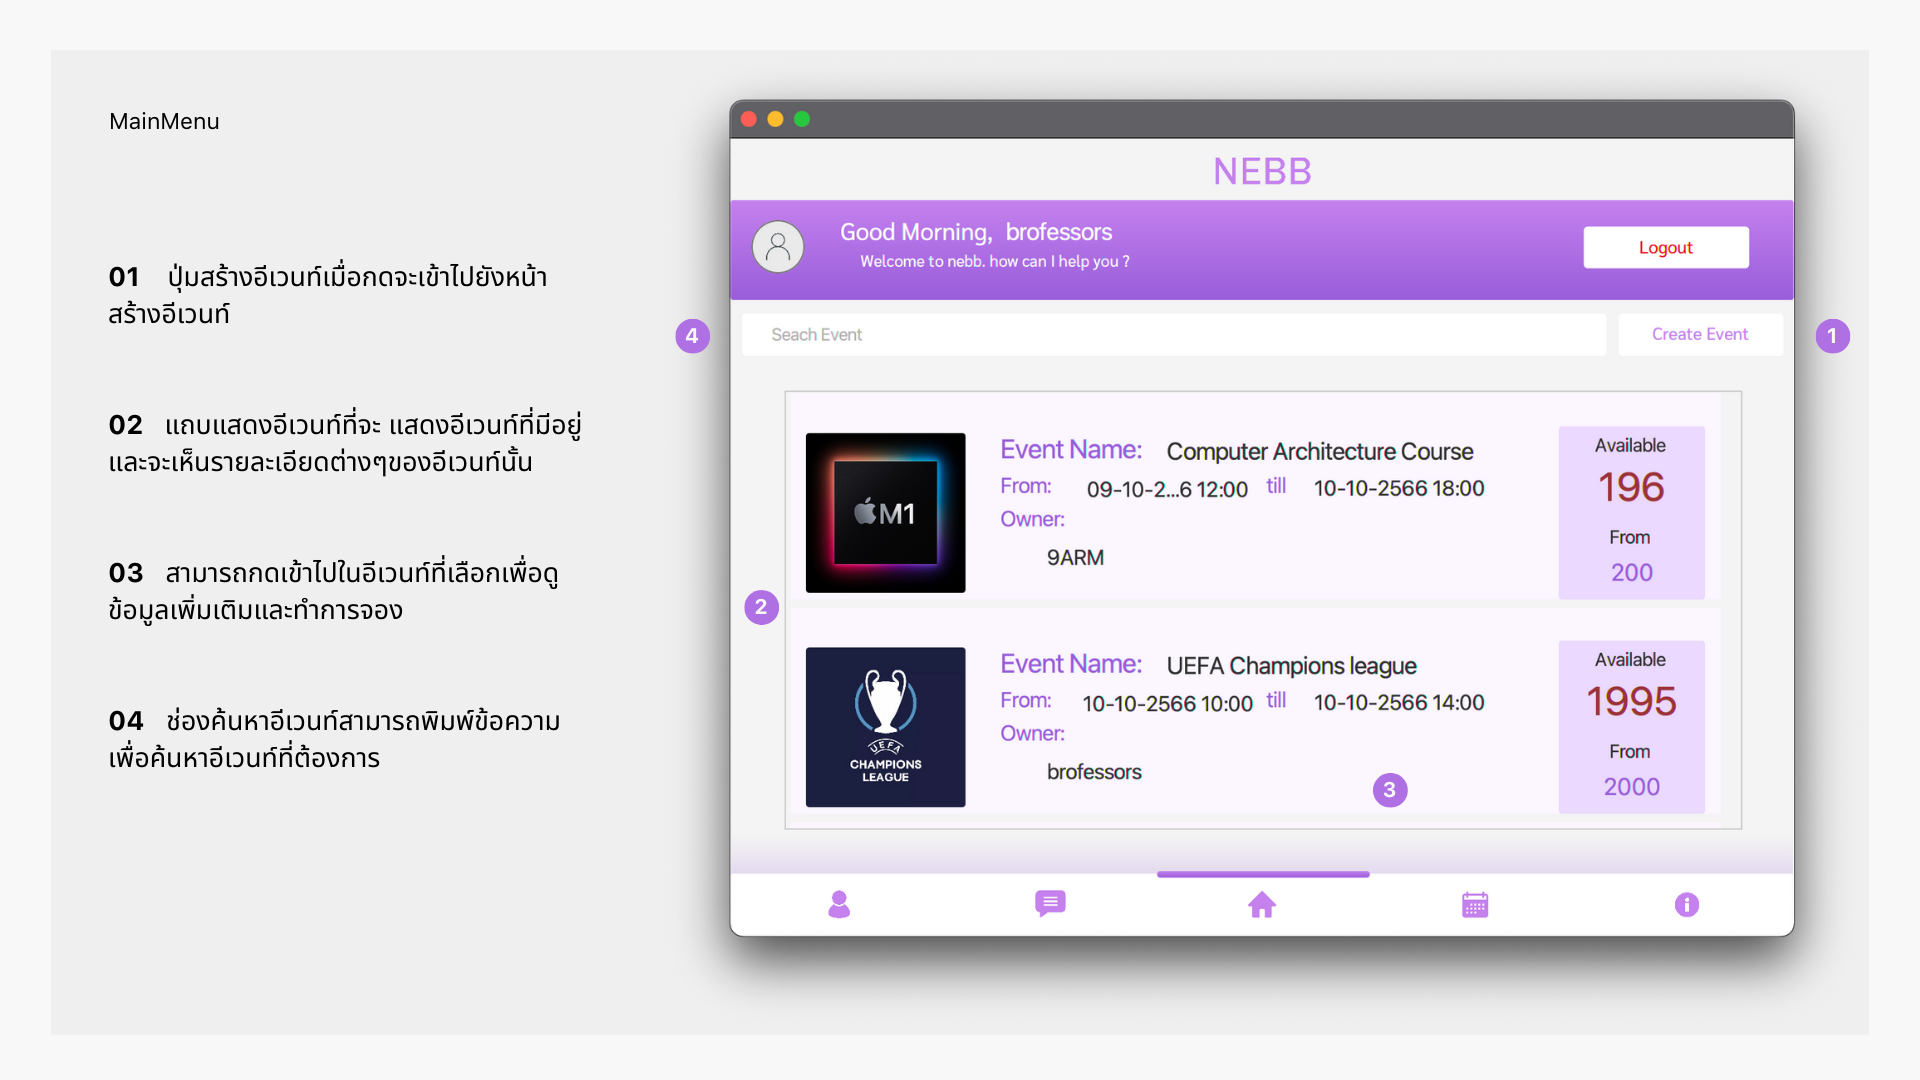 MainMenu
01 ปุ่มสร้างอีเวนท์เมื่อกดจะเข้าไปยังหน้า
สร้างอีเวนท์
02 แถบแสดงอีเวนท์ที่จะ แสดงอีเวนท์ที่มีอยู่
และจะเห็นรายละเอียดต่างๆของอีเวนท์นั้น
03 สามารถกดเข้าไปในอีเวนท์ที่เลือกเพื่อดู
ข้อมูลเพิ่มเติมและทำการจอง
04 ช่องค้นหาอีเวนท์สามารถพิมพ์ข้อความ
เพื่อค้นหาอีเวนท์ที่ต้องการ
NEBB
Good Morning, brofessors
Welcome to nebb. how can I help you ?
Logout
4
Seach Event
Create Event
1
M1
Event Name: Computer Architecture Course
From: 09-10-2...6 12:00 till 10-10-2566 18:00
Owner:
9ARM
Available
196
From
200
2
UEFA
CHAMPIONS
LEAGUE
Event Name: UEFA Champions league
From: 10-10-2566 10:00 till 10-10-2566 14:00
Owner:
brofessors
3
Available
1995
From
2000